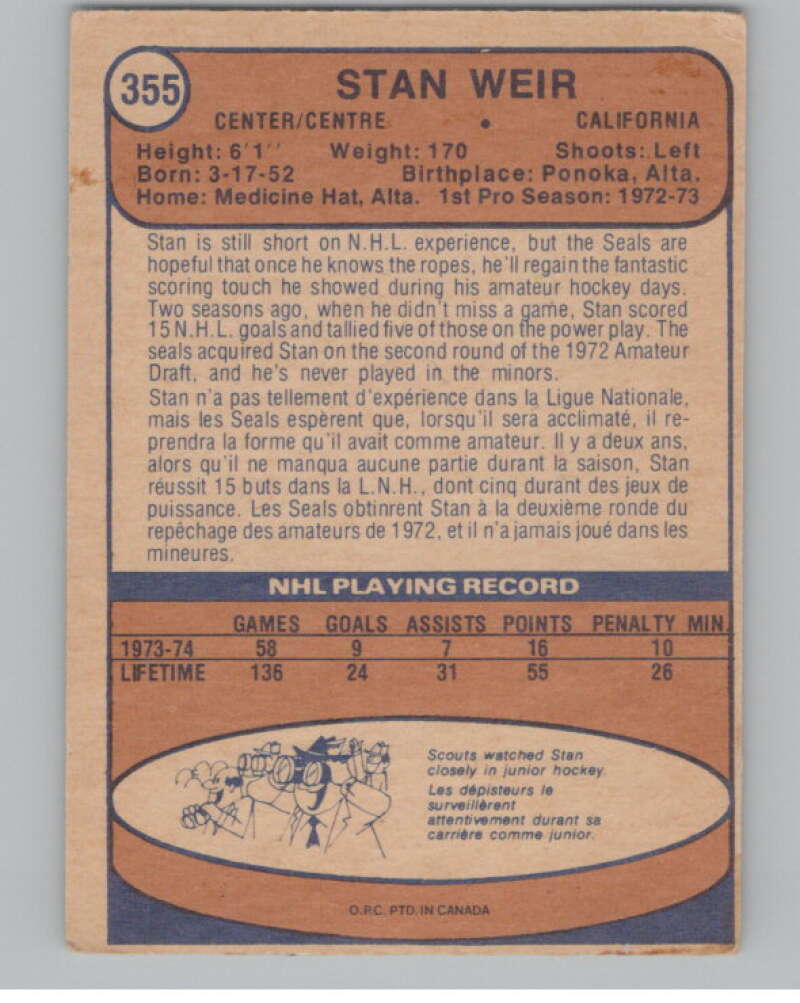 355
STAN WEIR
CENTER/CENTRE • CALIFORNIA
Height: 6'1'' Weight: 170 Shoots: Left
Born: 3-17-52 Birthplace: Ponoka, Alta.
Home: Medicine Hat, Alta. 1st Pro Season: 1972-73
Stan is still short on N.H.L. experience, but the Seals are
hopeful that once he knows the ropes, he'll regain the fantastic
scoring touch he showed during his amateur hockey days.
Two seasons ago, when he didn't miss a game, Stan scored
15 N.H.L. goals and tallied five of those on the power play. The
seals acquired Stan on the second round of the 1972 Amateur
Draft, and he's never played in the minors.
Stan n'a pas tellement d'expérience dans la Ligue Nationale,
mais les Seals espèrent que, lorsqu'il sera acclimaté, il re-
prendra la forme qu'il avait comme amateur. Il y a deux ans,
alors qu'il ne manqua aucune partie durant la saison, Stan
réussit 15 buts dans la L.N.H., dont cinq durant des jeux de
puissance. Les Seals obtinrent Stan à la deuxième ronde du
repêchage des amateurs de 1972, et il n'a jamais joué dans les
mineures.
NHL PLAYING RECORD
GAMES GOALS ASSISTS POINTS PENALTY MIN.
1973-74 58 9 7 16 10
LIFETIME 136 24 31 55 26
Scouts watched Stan
closely in junior hockey.
Les dépisteurs le
surveillèrent
attentivement durant sa
carrière comme junior.
O.P.C. PTD. IN CANADA